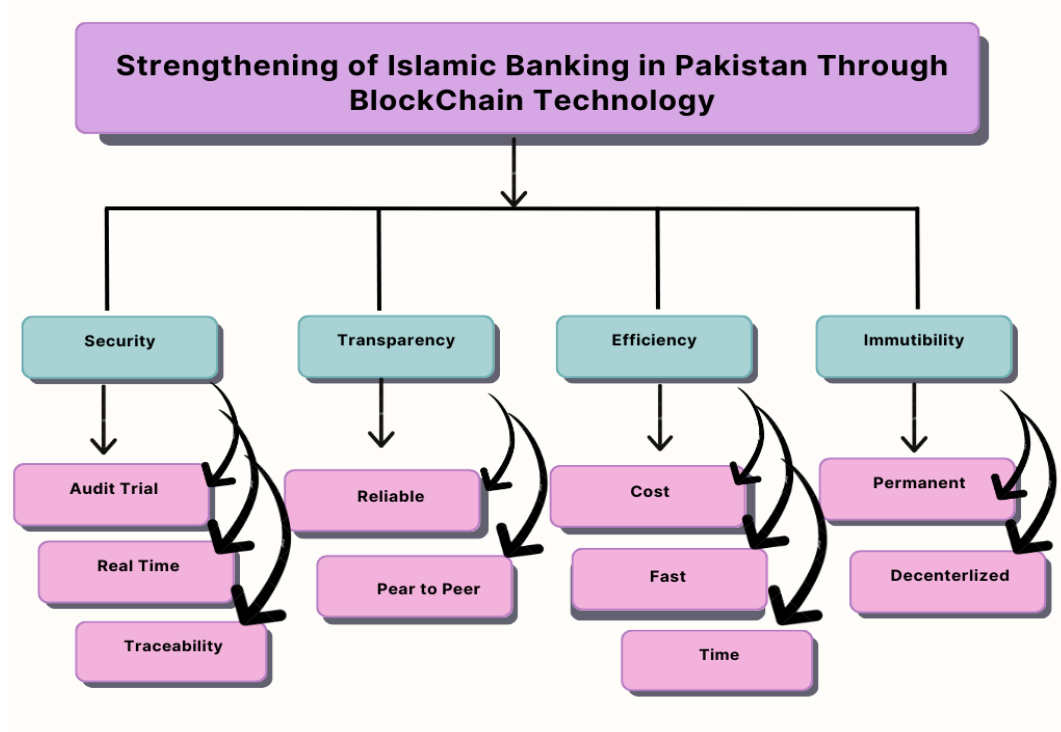 Strengthening of Islamic Banking in Pakistan Through
BlockChain Technology
Security
Transparency
Efficiency
Immutibility
Audit Trial
Reliable
Cost
Permanent
Real Time
Pear to Peer
Fast
Decenterlized
Traceability
Time